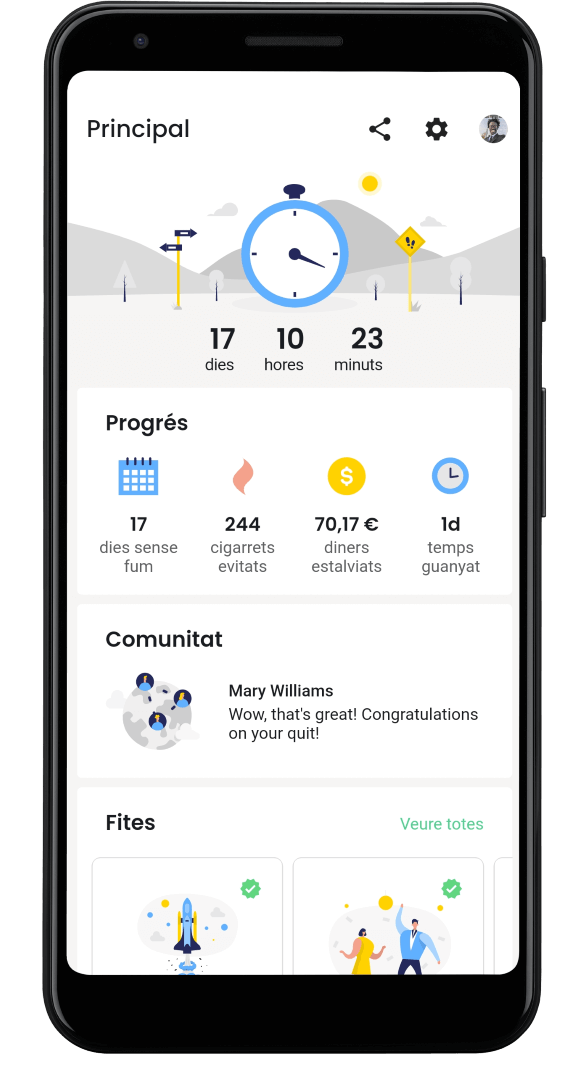 Principal
17 10 23
dies hores minuts
Progrés
17 244 70,17 € 1d
dies sense cigarrets diners temps
fum evitats estalviats guanyat
Comunitat
Mary Williams
Wow, that's great! Congratulations
on your quit!
Fites Veure totes